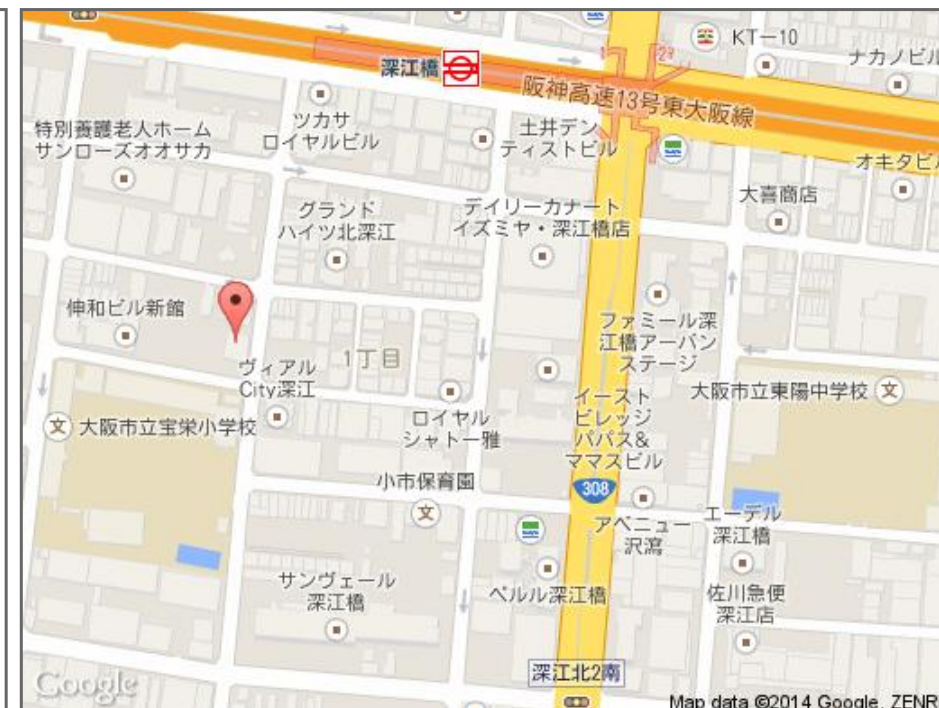 KT-10
ナカノビル
深江橋
阪神高速13号東大阪線
ツカサ
ロイヤルビル
土井デン
ティストビル
特別養護老人ホーム
サンローズオオサカ
オキタビル
大喜商店
グランド
ハイツ北深江
デイリーカナート
イズミヤ・深江橋店
伸和ビル新館
ファミール深
江橋アーバン
ステージ
1丁目
ヴィアル
City深江
大阪市立東陽中学校
文
イースト
ビレッジ
パパス&
ママスビル
ロイヤル
シャトー雅
文
大阪市立宝栄小学校
小市保育園
文
308
アベニュー
沢瀉
エーデル
深江橋
サンヴェール
深江橋
ベルル深江橋
佐川急便
深江店
深江北2南
Google
Map data ©2014 Google, ZENR